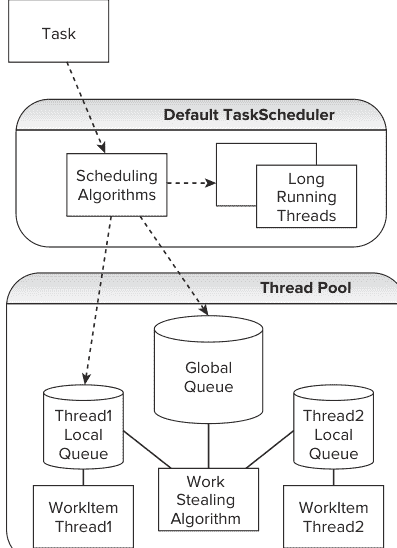 Task
Default TaskScheduler
Scheduling
Algorithms
Long
Running
Threads
Thread Pool
Global
Queue
Thread1
Local
Queue
Thread2
Local
Queue
Work
Stealing
Algorithm
WorkItem
Thread1
WorkItem
Thread2